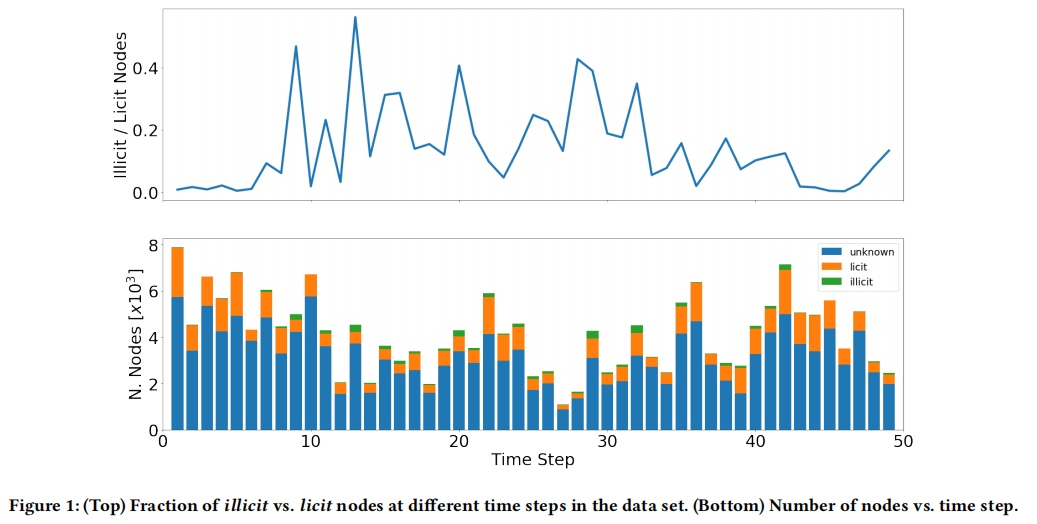 Illicit / Licit Nodes
0.4
0.2
0.0
N. Nodes [x10³]
8
6
4
2
0
unknown
licit
illicit
0 10 20 30 40 50
Time Step
Figure 1: (Top) Fraction of illicit vs. licit nodes at different time steps in the data set. (Bottom) Number of nodes vs. time step.